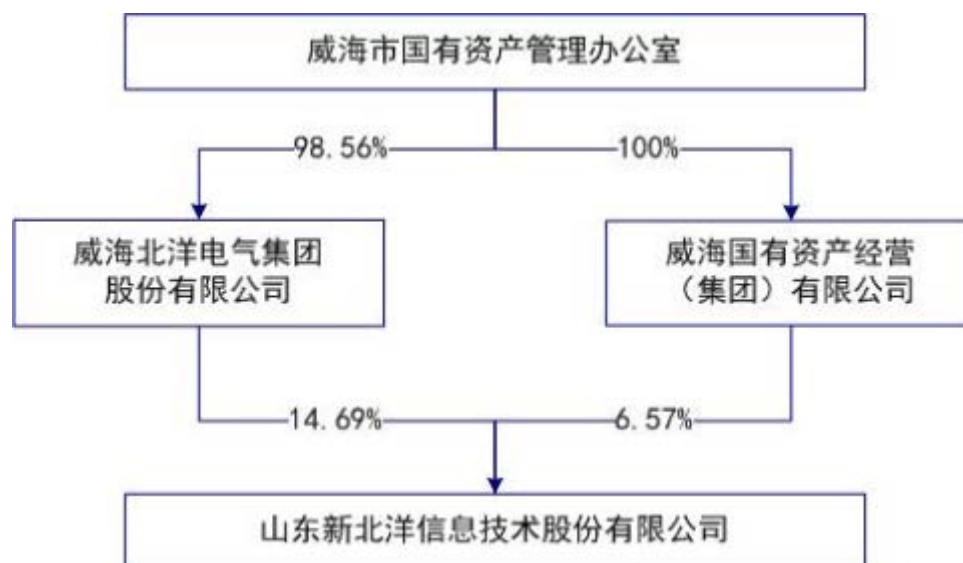 威海市国有资产管理办公室
98.56%
100%
威海北洋电气集团
股份有限公司
威海国有资产经营
（集团）有限公司
14.69%
6.57%
山东新北洋信息技术股份有限公司